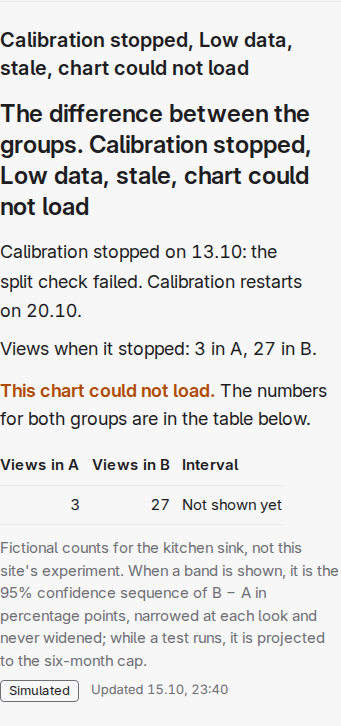 Calibration stopped, Low data,
stale, chart could not load
The difference between the
groups. Calibration stopped,
Low data, stale, chart could
not load
Calibration stopped on 13.10: the
split check failed. Calibration restarts
on 20.10.
Views when it stopped: 3 in A, 27 in B.
This chart could not load. The numbers
for both groups are in the table below.
Views in A Views in B Interval
3 27 Not shown yet
Fictional counts for the kitchen sink, not this
site's experiment. When a band is shown, it is the
95% confidence sequence of B − A in
percentage points, narrowed at each look and
never widened; while a test runs, it is projected
to the six-month cap.
Simulated Updated 15.10, 23:40